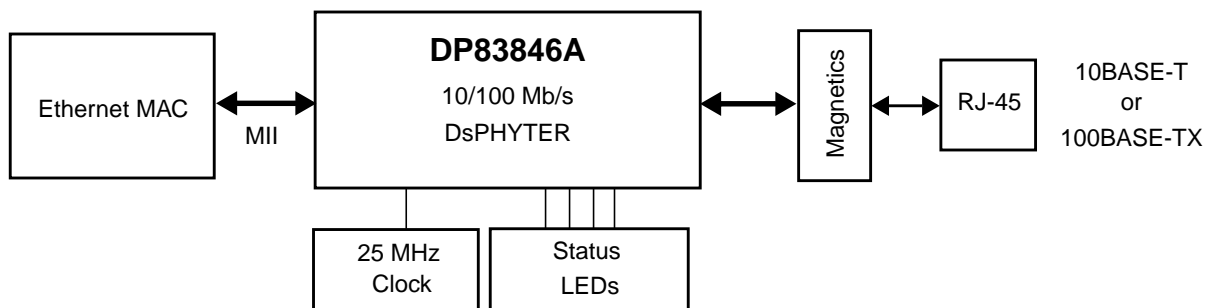 Ethernet MAC
MII
DP83846A
10/100 Mb/s
DsPHYTER
Magnetics
RJ-45
10BASE-T
or
100BASE-TX
25 MHz
Clock
Status
LEDs